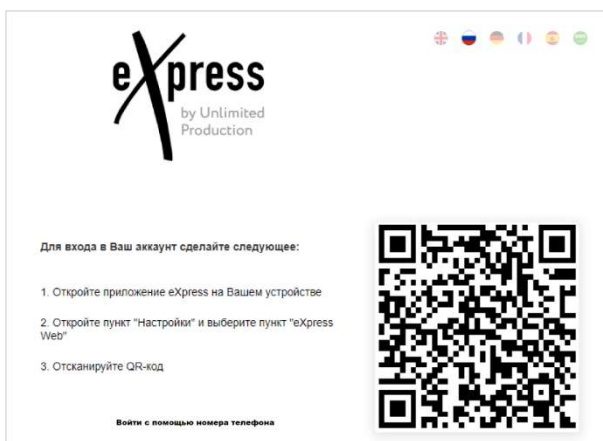 eXpress
by Unlimited
Production
Для входа в Ваш аккаунт сделайте следующее:
1. Откройте приложение eXpress на Вашем устройстве
2. Откройте пункт "Настройки" и выберите пункт "eXpress
Web"
3. Отсканируйте QR-код
Войти с помощью номера телефона